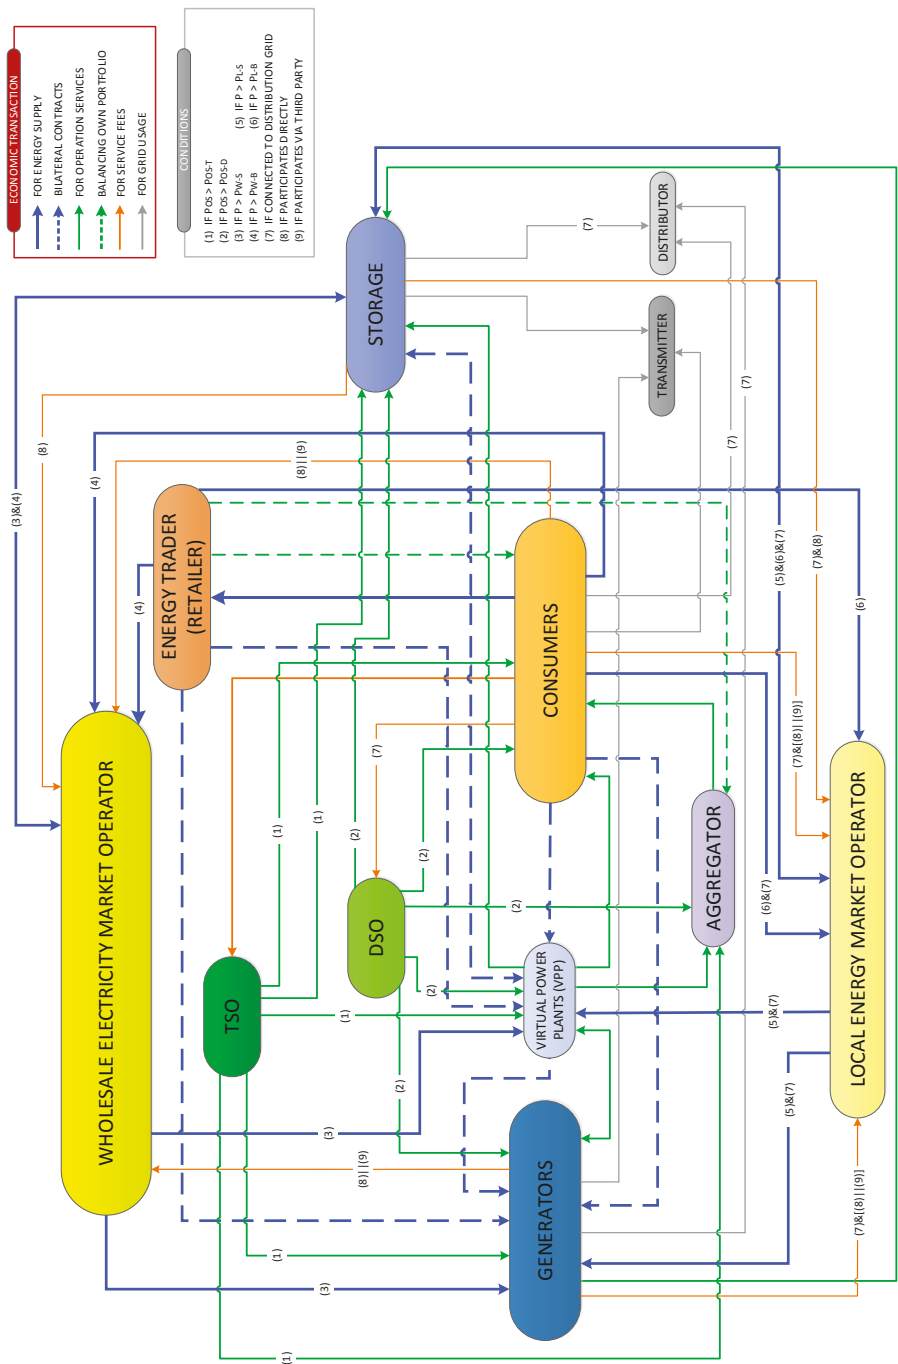 ECONOMIC TRANSACTION
FOR ENERGY SUPPLY
BILATERAL CONTRACTS
FOR OPERATION SERVICES
BALANCING OWN PORTFOLIO
FOR SERVICE FEES
FOR GRID USAGE
CONDITIONS
(1) IF POS > POS-T
(2) IF POS > POS-D
(3) IF P > PW-S (5) IF P > PL-S
(4) IF P > PW-B (6) IF P > PL-B
(7) IF CONNECTED TO DISTRIBUTION GRID
(8) IF PARTICIPATES DIRECTLY
(9) IF PARTICIPATES VIA THIRD PARTY
WHOLESALE ELECTRICITY MARKET OPERATOR
(3)&(4)
(8)
(4)
(4)
(8)||(9)
ENERGY TRADER
(RETAILER)
STORAGE
TSO
(1)
(1)
(1)
(1)
(1)
DSO
(2)
(2)
(2)
(2)
(2)
(7)
(3)
(3)
(8)||(9)
CONSUMERS
VIRTUAL POWER
PLANTS (VPP)
GENERATORS
TRANSMITTER
DISTRIBUTOR
(7)
(7)
(7)
AGGREGATOR
(5)&(6)&(7)
(7)&(8)
(6)
(7)&[(8)||(9)]
(6)&(7)
(5)&(7)
(5)&(7)
(7)&[(8)||(9)]
LOCAL ENERGY MARKET OPERATOR